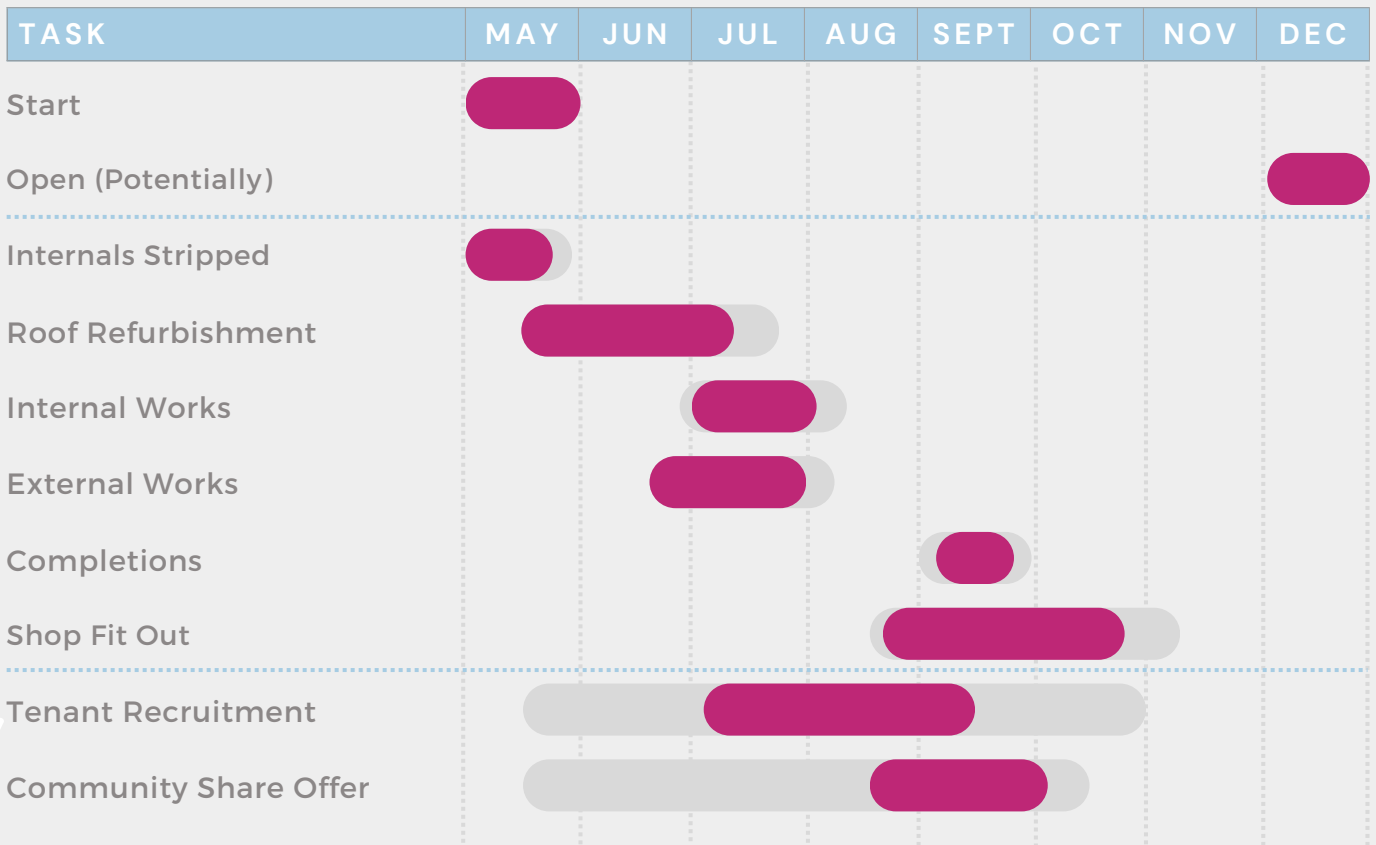 TASK MAY JUN JUL AUG SEPT OCT NOV DEC
Start
Open (Potentially)
Internals Stripped
Roof Refurbishment
Internal Works
External Works
Completions
Shop Fit Out
Tenant Recruitment
Community Share Offer